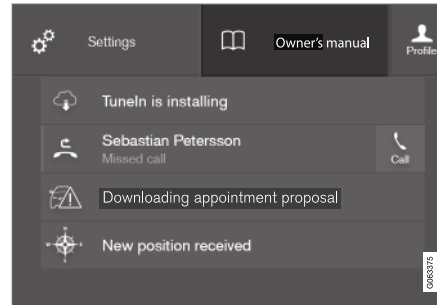 Settings
Owner's manual
Profile
TuneIn is installing
Sebastian Petersson
Missed call
Call
Downloading appointment proposal
New position received
G063375